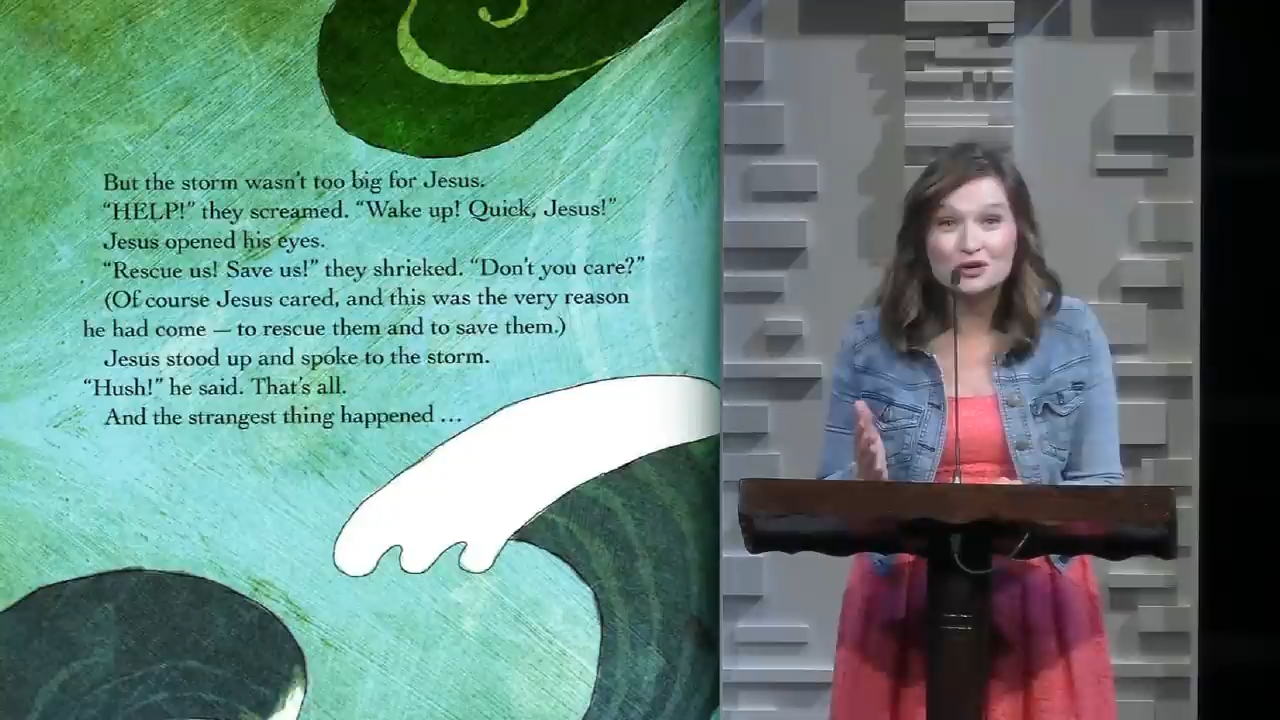 But the storm wasn't too big for Jesus.
“HELP!” they screamed. “Wake up! Quick, Jesus!”
Jesus opened his eyes.
“Rescue us! Save us!” they shrieked. “Don't you care?”
(Of course Jesus cared, and this was the very reason
he had come — to rescue them and to save them.)
Jesus stood up and spoke to the storm.
“Hush!” he said. That's all.
And the strangest thing happened ...